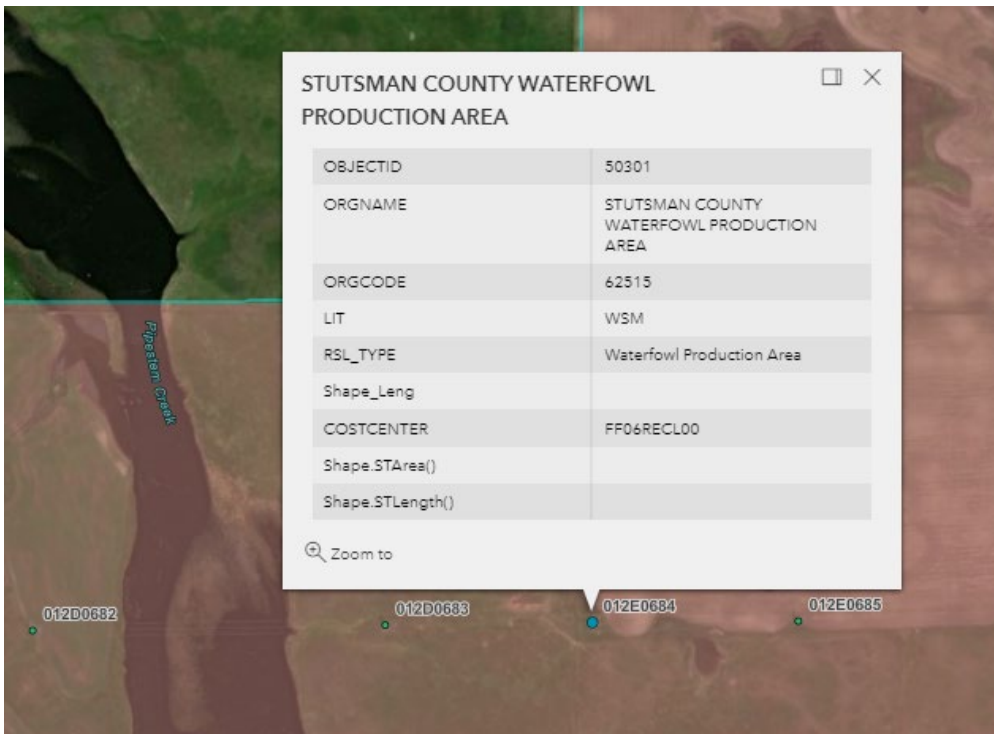 STUTSMAN COUNTY WATERFOWL
PRODUCTION AREA
OBJECTID 50301
ORGNAME STUTSMAN COUNTY
WATERFOWL PRODUCTION
AREA
ORGCODE 62515
LIT WSM
RSL_TYPE Waterfowl Production Area
Shape_Leng
COSTCENTER FF06RECL00
Shape.STArea()
Shape.STLength()
Zoom to
Pipestem Creek
012D0682
012D0683
012E0684
012E0685